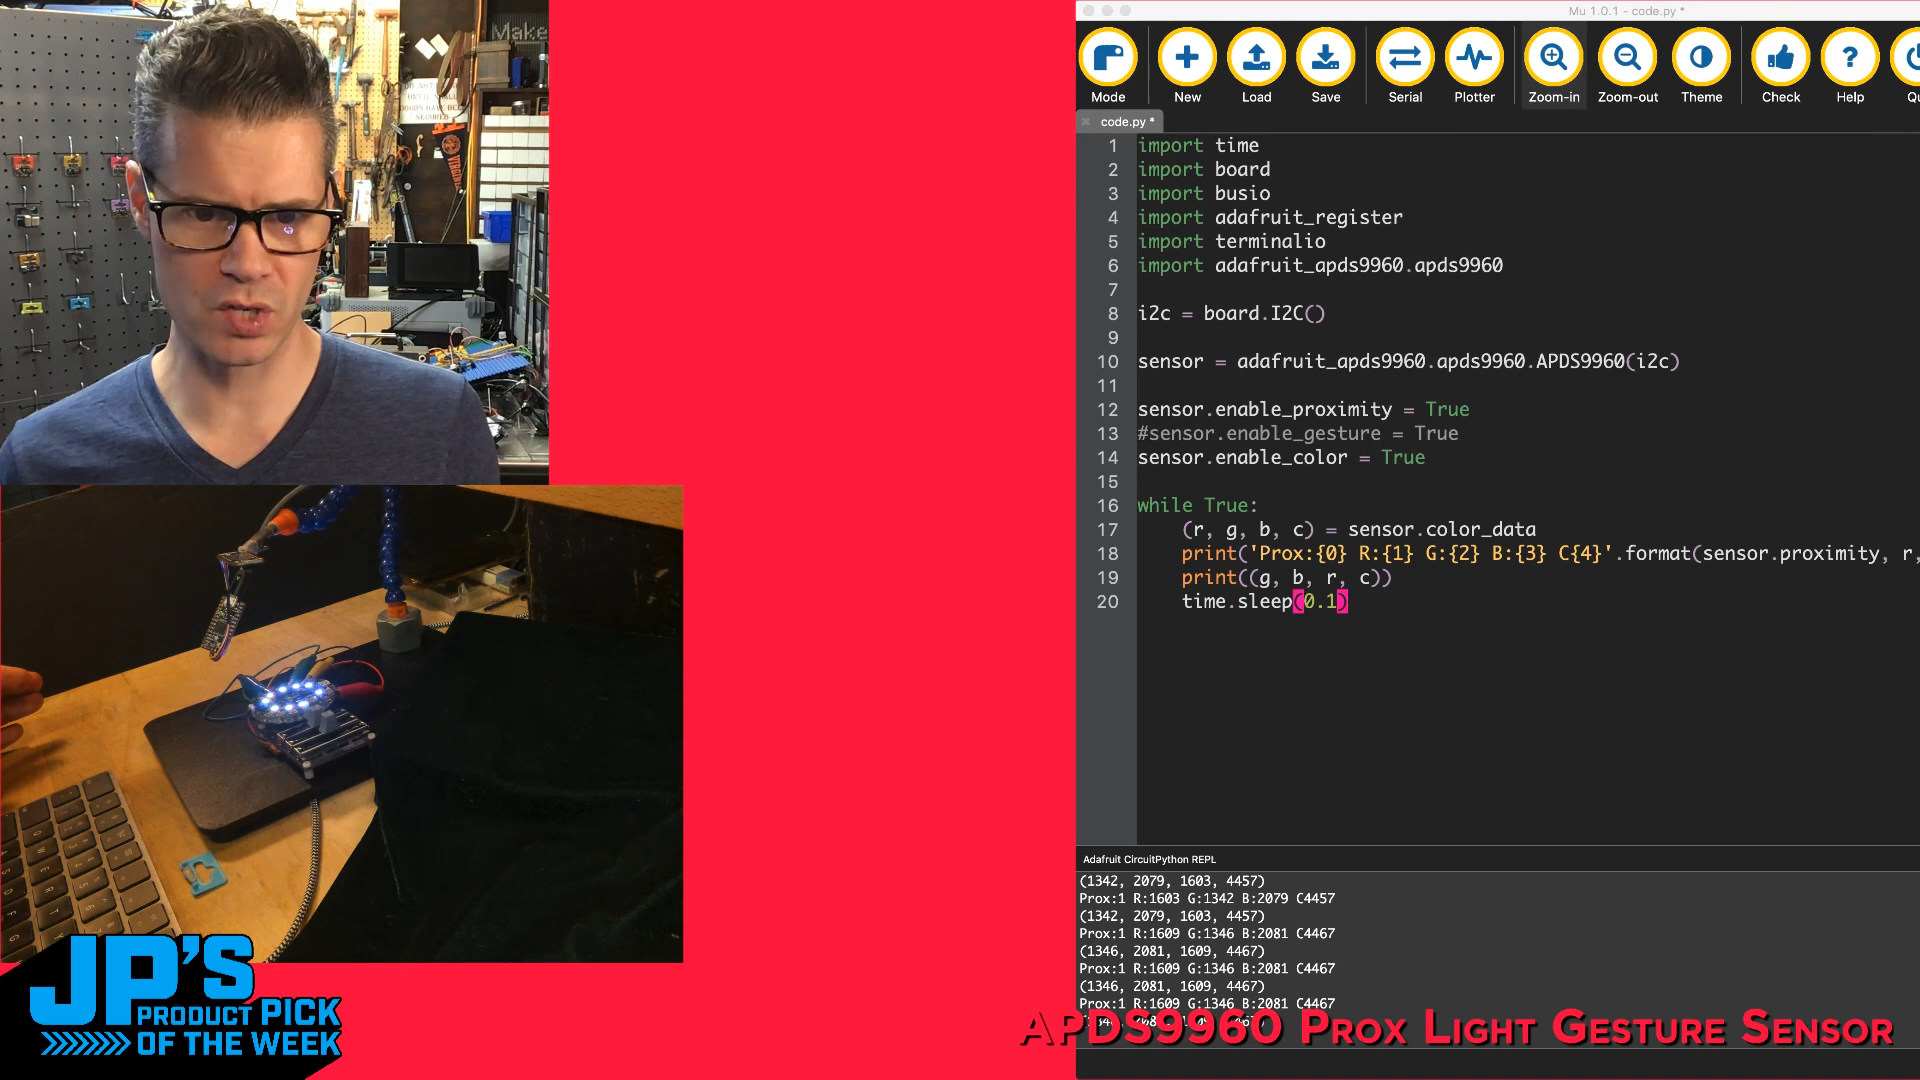 Make
SECURED
VIRGINIA
JP'S
PRODUCT PICK
OF THE WEEK
Mu 1.0.1 - code.py *
Mode New Load Save Serial Plotter Zoom-in Zoom-out Theme Check Help Qu
code.py *
1 import time
2 import board
3 import busio
4 import adafruit_register
5 import terminalio
6 import adafruit_apds9960.apds9960
7
8 i2c = board.I2C()
9
10 sensor = adafruit_apds9960.apds9960.APDS9960(i2c)
11
12 sensor.enable_proximity = True
13 #sensor.enable_gesture = True
14 sensor.enable_color = True
15
16 while True:
17 (r, g, b, c) = sensor.color_data
18 print('Prox:{0} R:{1} G:{2} B:{3} C{4}'.format(sensor.proximity, r,
19 print((g, b, r, c))
20 time.sleep(0.1)
Adafruit CircuitPython REPL
(1342, 2079, 1603, 4457)
Prox:1 R:1603 G:1342 B:2079 C4457
(1342, 2079, 1603, 4457)
Prox:1 R:1609 G:1346 B:2081 C4467
(1346, 2081, 1609, 4467)
Prox:1 R:1609 G:1346 B:2081 C4467
(1346, 2081, 1609, 4467)
Prox:1 R:1609 G:1346 B:2081 C4467
APDS9960 PROX LIGHT GESTURE SENSOR